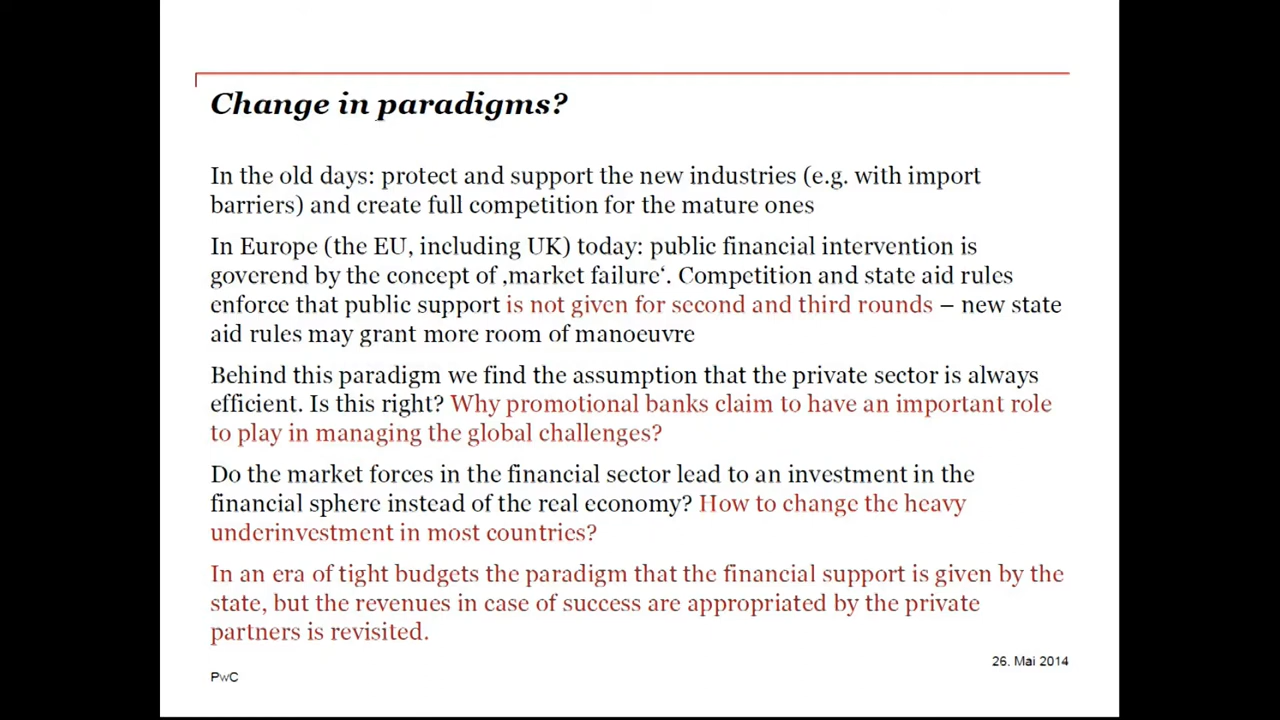 Change in paradigms?
In the old days: protect and support the new industries (e.g. with import
barriers) and create full competition for the mature ones
In Europe (the EU, including UK) today: public financial intervention is
goverend by the concept of ‚market failure‘. Competition and state aid rules
enforce that public support is not given for second and third rounds – new state
aid rules may grant more room of manoeuvre
Behind this paradigm we find the assumption that the private sector is always
efficient. Is this right? Why promotional banks claim to have an important role
to play in managing the global challenges?
Do the market forces in the financial sector lead to an investment in the
financial sphere instead of the real economy? How to change the heavy
underinvestment in most countries?
In an era of tight budgets the paradigm that the financial support is given by the
state, but the revenues in case of success are appropriated by the private
partners is revisited.
26. Mai 2014
PwC